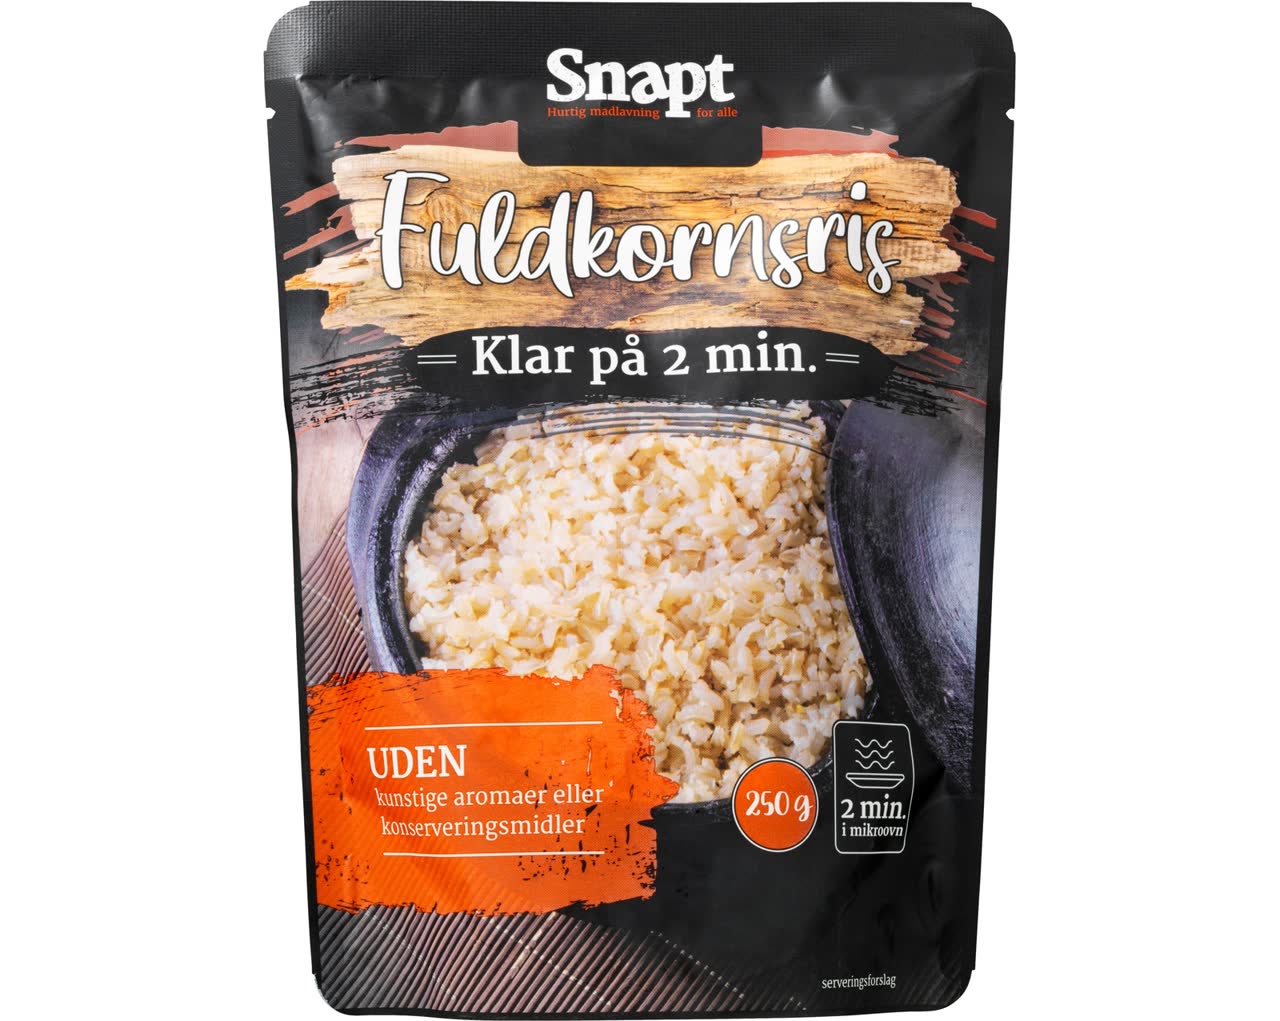 Snapt
Hurtig madlavning for alle
Fuldkornsris
Klar på 2 min.
UDEN
kunstige aromaer eller
konserveringsmidler
250 g
2 min.
i mikroovn
serveringsforslag